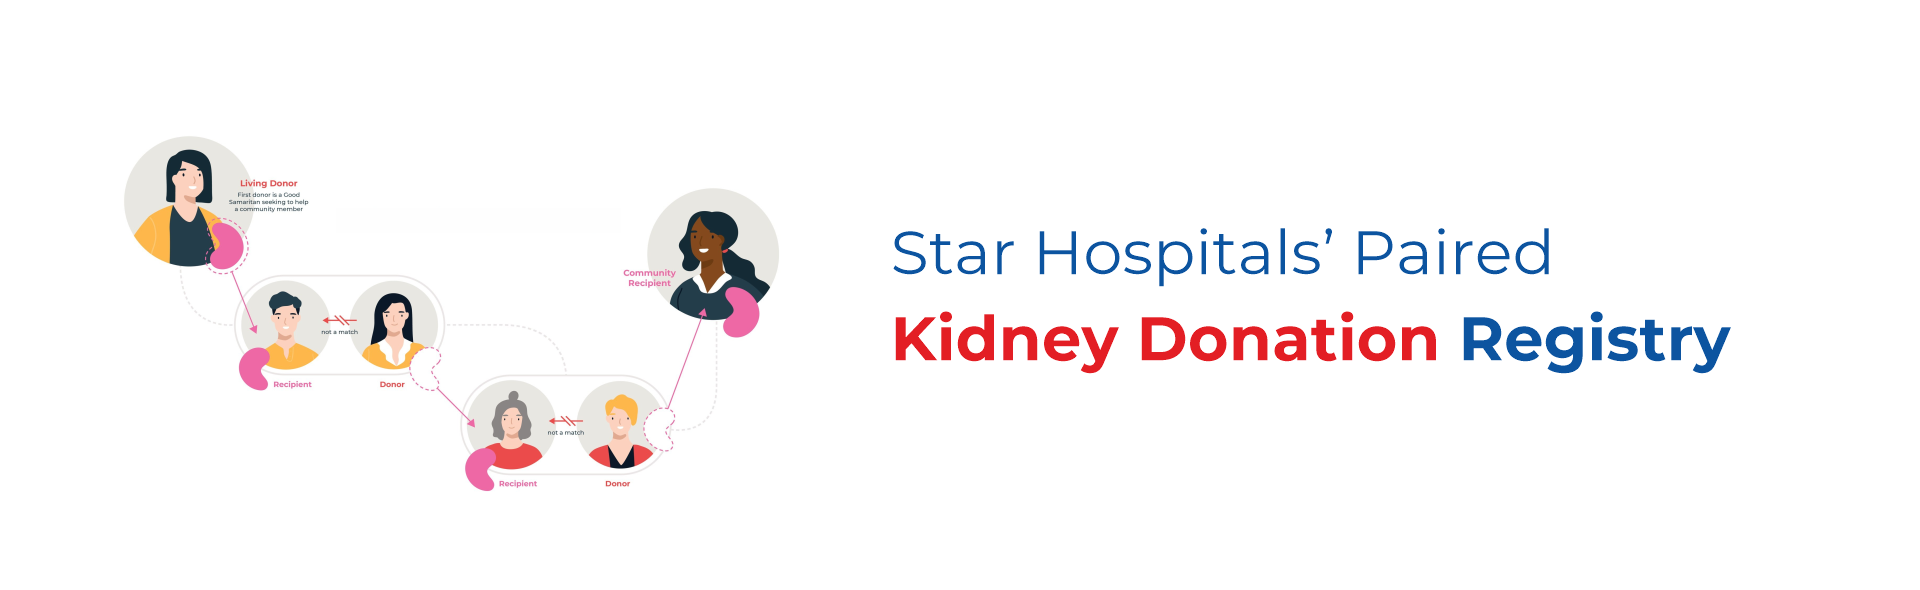 Living Donor
First donor is a Good
Samaritan seeking to help
a community member
not a match
Recipient
Donor
not a match
Recipient
Donor
Community
Recipient
Star Hospitals’ Paired
Kidney Donation Registry